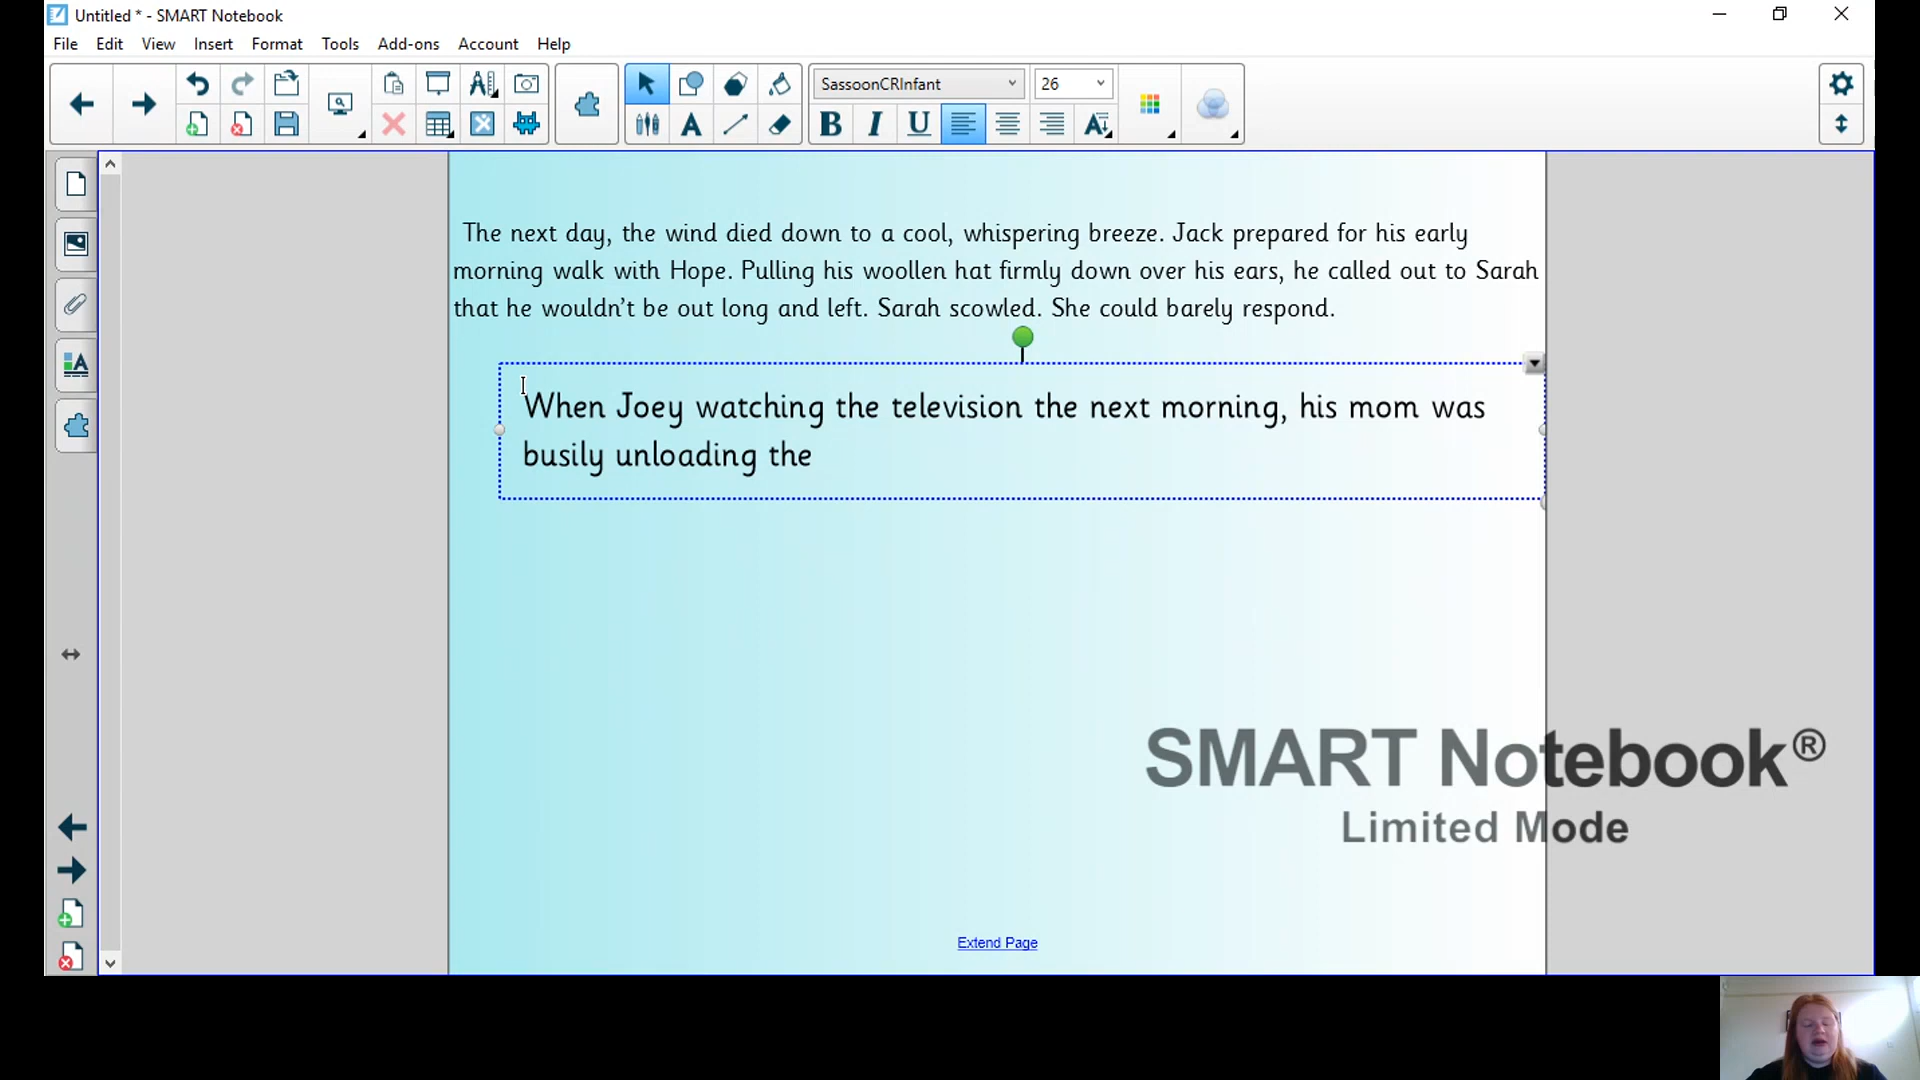 Untitled * - SMART Notebook
File Edit View Insert Format Tools Add-ons Account Help
SassoonCRInfant 26
B I U A
The next day, the wind died down to a cool, whispering breeze. Jack prepared for his early
morning walk with Hope. Pulling his woollen hat firmly down over his ears, he called out to Sarah
that he wouldn't be out long and left. Sarah scowled. She could barely respond.
When Joey watching the television the next morning, his mom was
busily unloading the
SMART Notebook®
Limited Mode
Extend Page